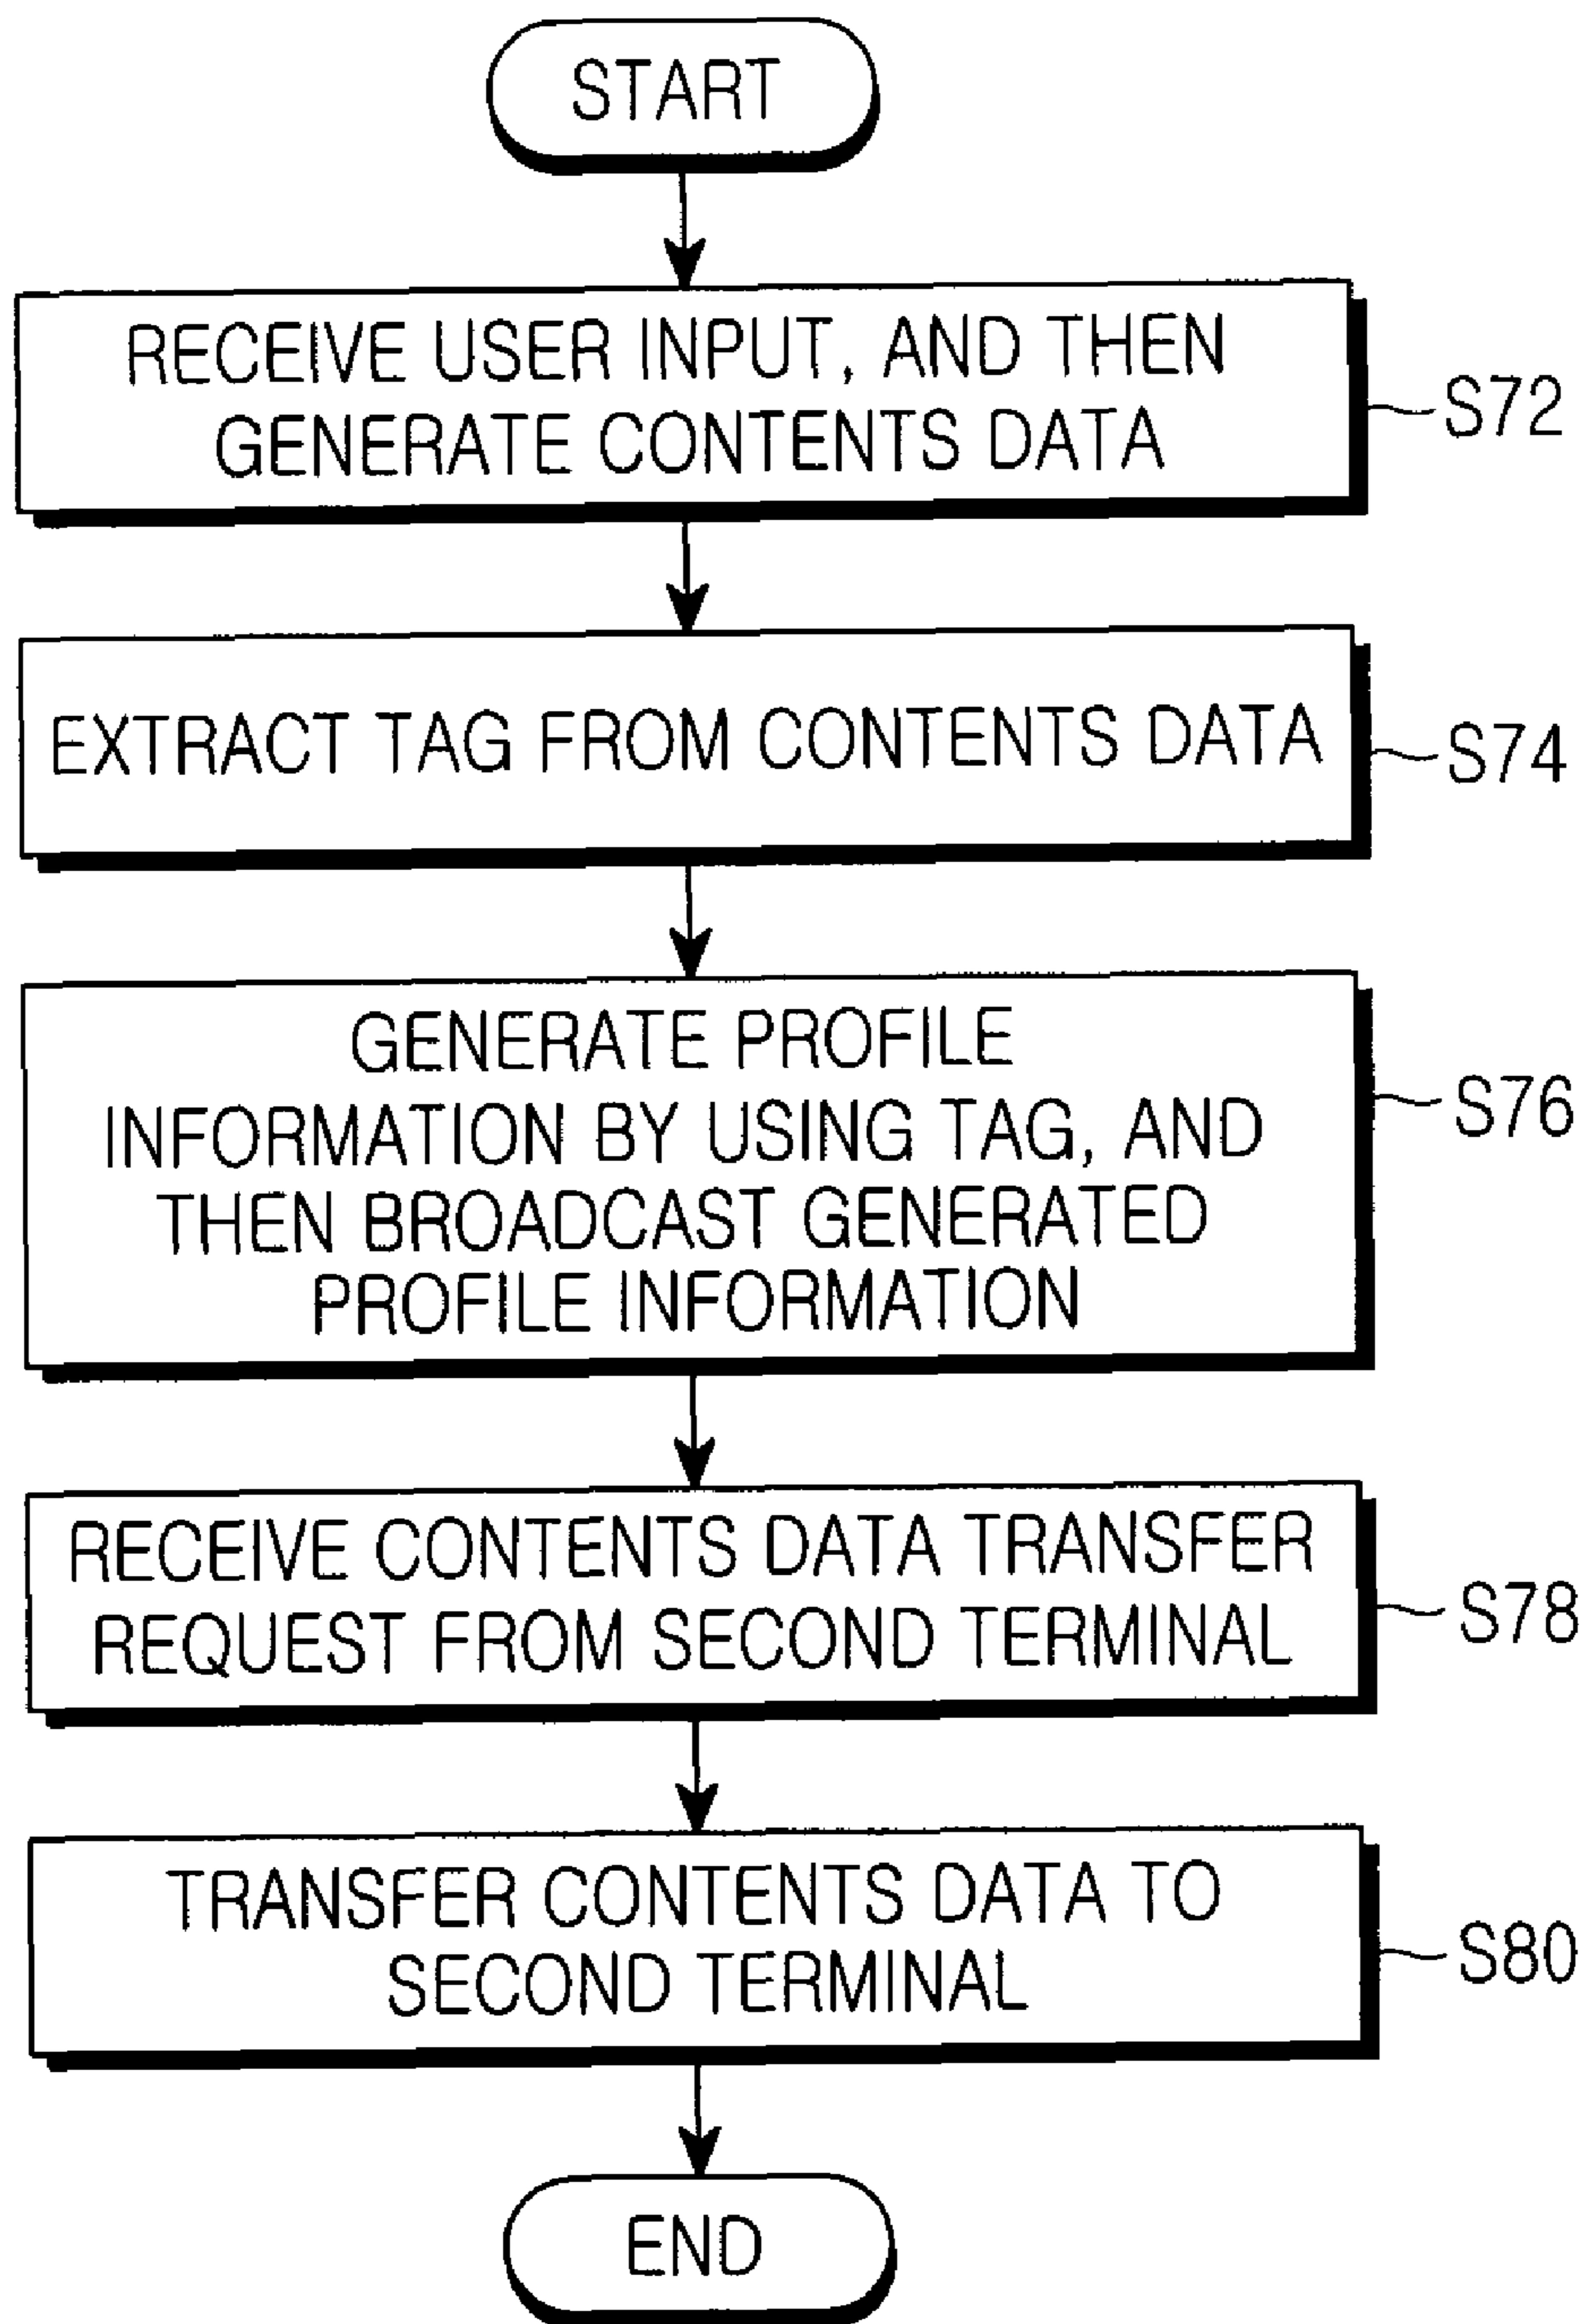 START
RECEIVE USER INPUT, AND THEN
GENERATE CONTENTS DATA
S72
EXTRACT TAG FROM CONTENTS DATA
S74
GENERATE PROFILE
INFORMATION BY USING TAG, AND
THEN BROADCAST GENERATED
PROFILE INFORMATION
S76
RECEIVE CONTENTS DATA TRANSFER
REQUEST FROM SECOND TERMINAL
S78
TRANSFER CONTENTS DATA TO
SECOND TERMINAL
S80
END